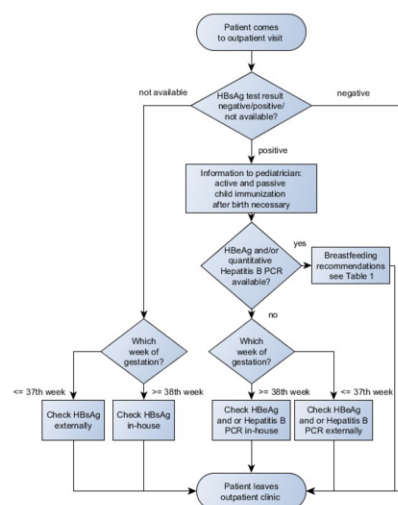 Patient comes
to outpatient visit
not available
HBsAg test result
negative/positive/
not available?
negative
positive
Information to pediatrician:
active and passive
child immunization
after birth necessary
HBeAg and/or
quantitative
Hepatitis B PCR
available?
yes
Breastfeeding
recommendations
see Table 1
no
Which
week of
gestation?
Which
week of
gestation?
<= 37th week
>= 38th week
>= 38th week
<= 37th week
Check HBsAg
externally
Check HBsAg
in-house
Check HBeAg
and or Hepatitis B
PCR in-house
Check HBeAg
and or Hepatitis B
PCR externally
Patient leaves
outpatient clinic